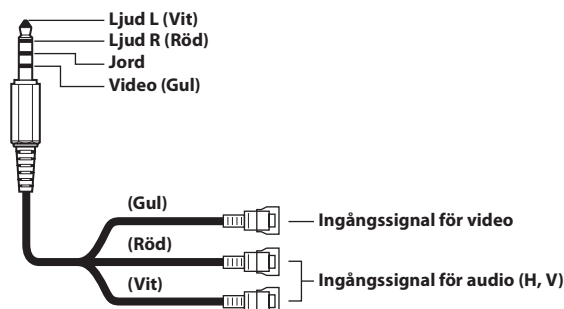 Ljud L (Vit)
Ljud R (Röd)
Jord
Video (Gul)
(Gul)
Ingångssignal för video
(Röd)
Ingångssignal för audio (H, V)
(Vit)